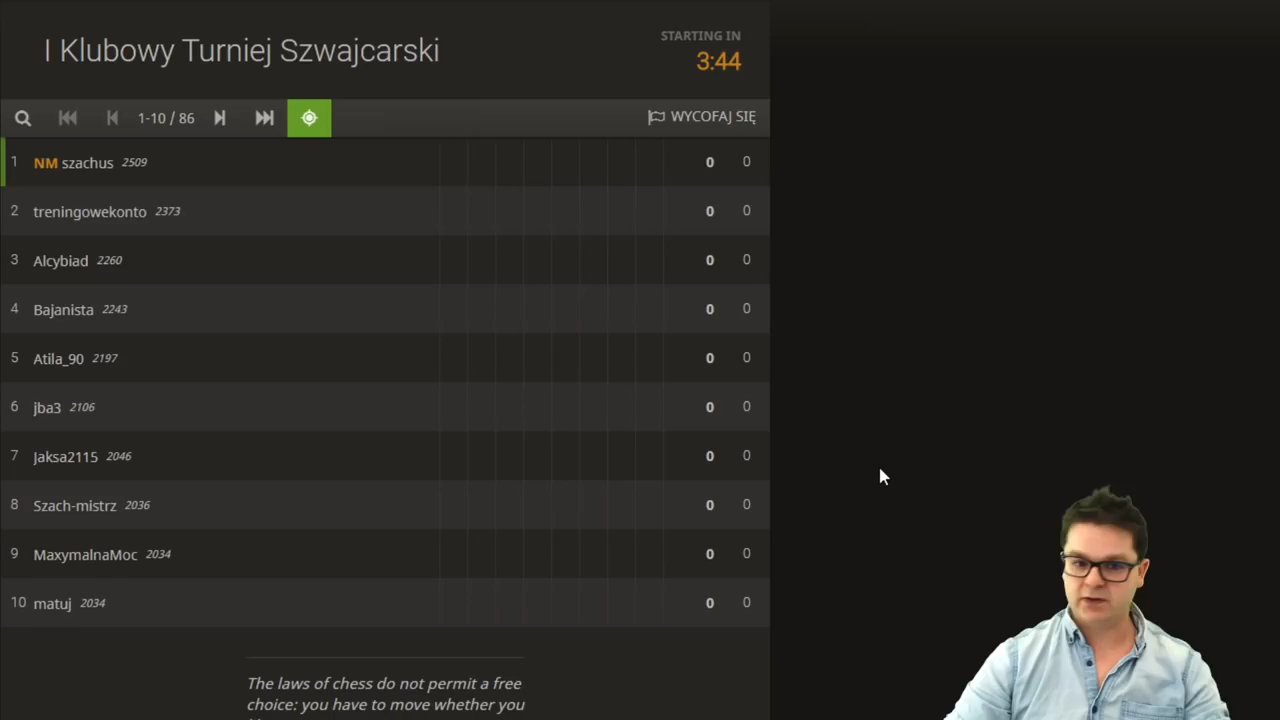 I Klubowy Turniej Szwajcarski
STARTING IN
3:44
1-10 / 86
WYCOFAJ SIĘ
1 NM szachus 2509 0 0
2 treningowekonto 2373 0 0
3 Alcybiad 2260 0 0
4 Bajanista 2243 0 0
5 Atila_90 2197 0 0
6 jba3 2106 0 0
7 Jaksa2115 2046 0 0
8 Szach-mistrz 2036 0 0
9 MaxymalnaMoc 2034 0 0
10 matuj 2034 0 0
The laws of chess do not permit a free
choice: you have to move whether you